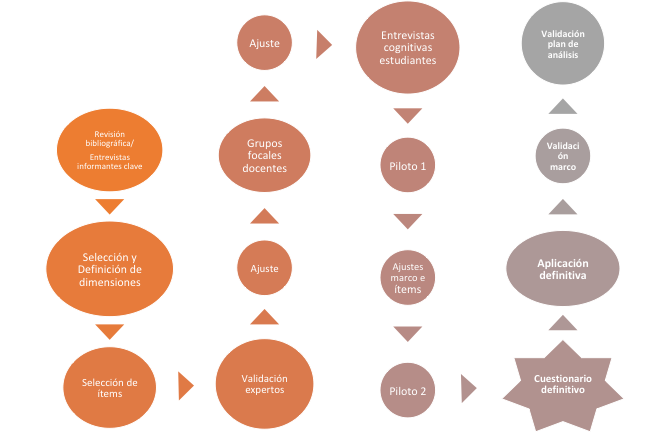 Revisión
bibliográfica/
Entrevistas
informantes clave
Selección y
Definición de
dimensiones
Selección de
ítems
Validación
expertos
Ajuste
Grupos
focales
docentes
Ajuste
Entrevistas
cognitivas
estudiantes
Piloto 1
Ajustes
marco e
ítems
Piloto 2
Cuestionario
definitivo
Aplicación
definitiva
Validaci
ón
marco
Validación
plan de
análisis